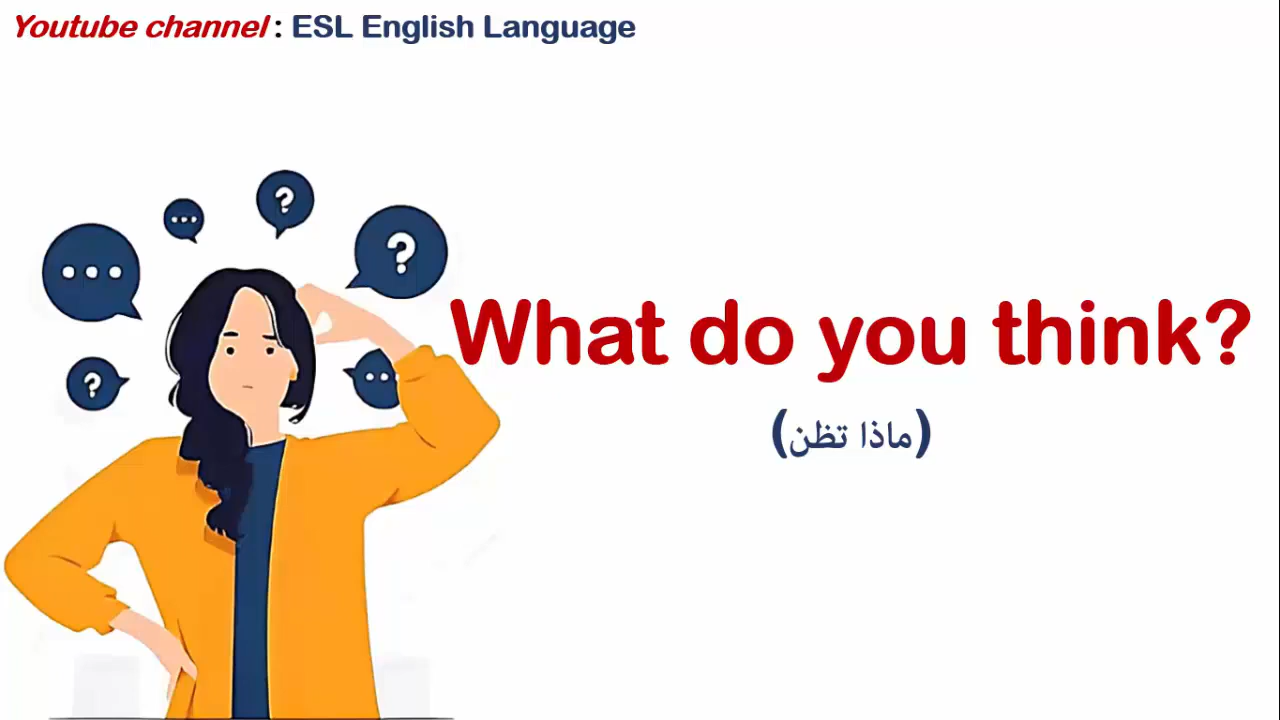 Youtube channel : ESL English Language
What do you think?
(ماذا تظن)